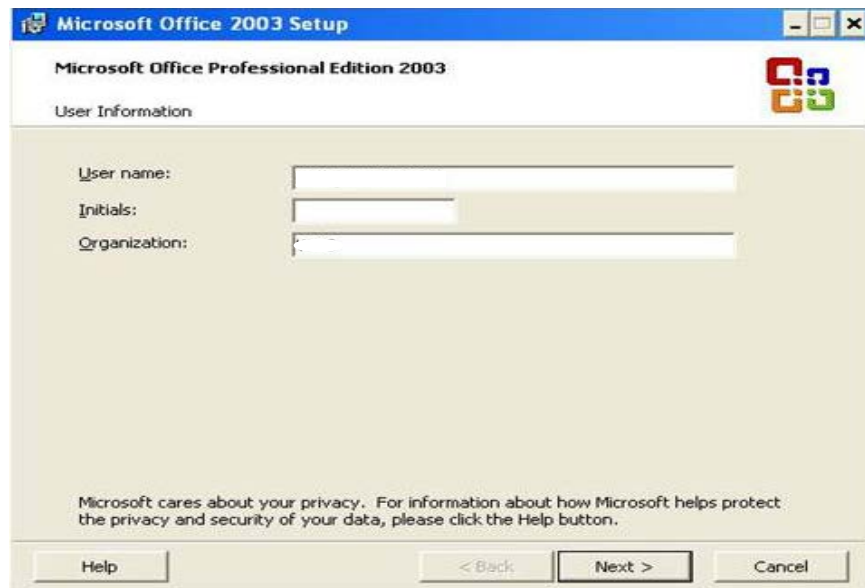 Microsoft Office 2003 Setup
Microsoft Office Professional Edition 2003
User Information
User name:
Initials:
Organization:
Microsoft cares about your privacy. For information about how Microsoft helps protect
the privacy and security of your data, please click the Help button.
Help < Back Next > Cancel